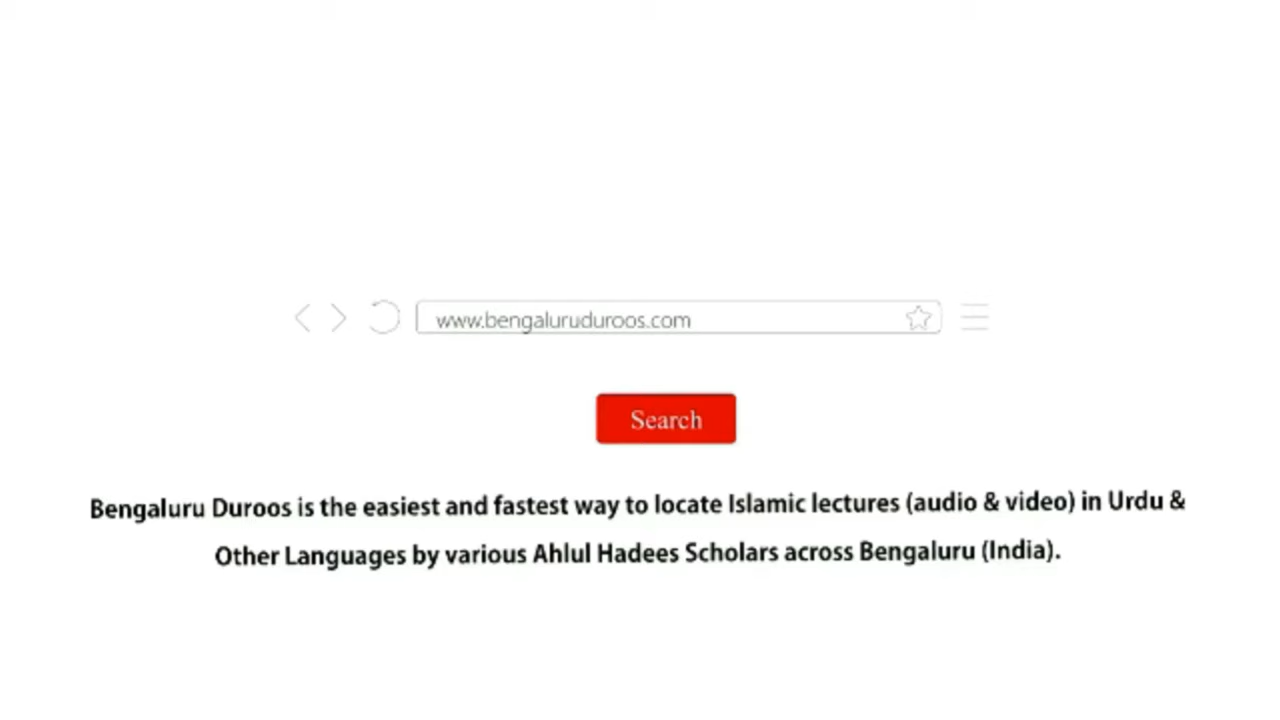 www.bengaluruduroos.com
Search
Bengaluru Duroos is the easiest and fastest way to locate Islamic lectures (audio & video) in Urdu &
Other Languages by various Ahlul Hadees Scholars across Bengaluru (India).